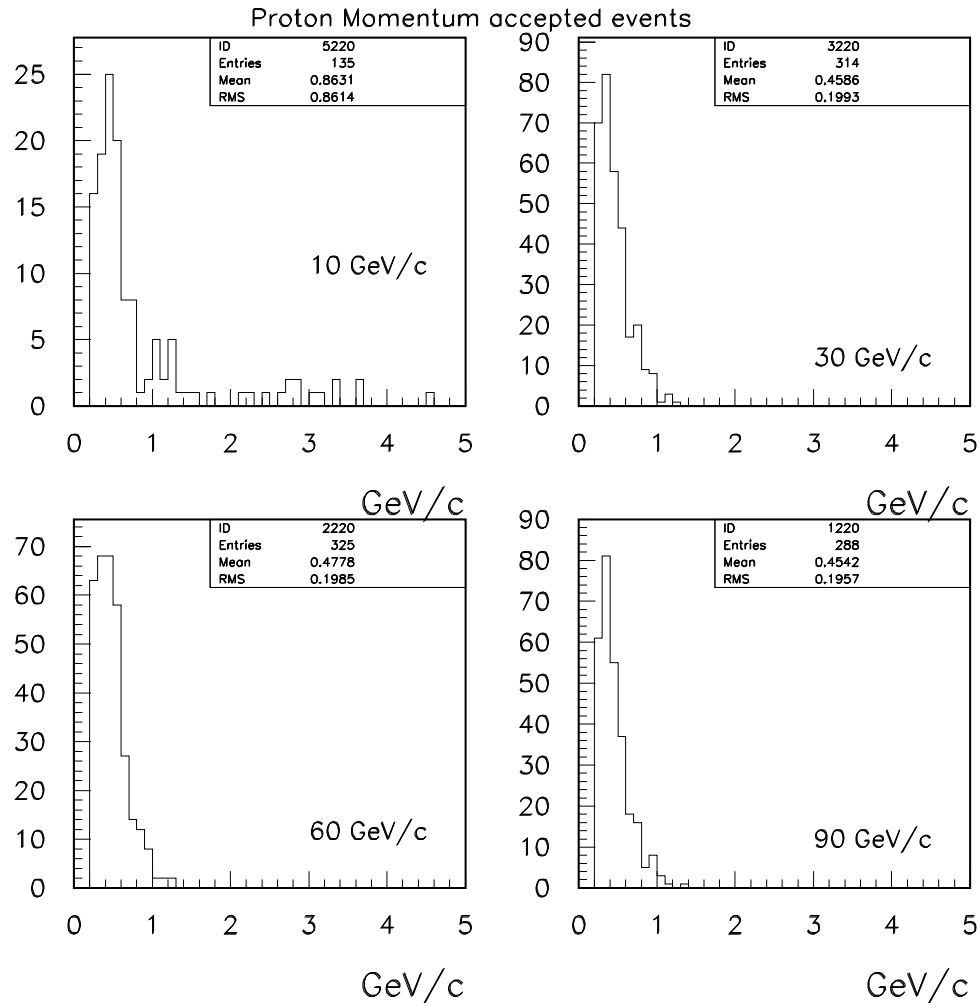 Proton Momentum accepted events
ID 5220
Entries 135
Mean 0.8631
RMS 0.8614
25
20
15
10
5
0
10 GeV/c
0 1 2 3 4 5
GeV/c
ID 3220
Entries 314
Mean 0.4586
RMS 0.1993
90
80
70
60
50
40
30
20
10
0
30 GeV/c
0 1 2 3 4 5
GeV/c
ID 2220
Entries 325
Mean 0.4778
RMS 0.1985
70
60
50
40
30
20
10
0
60 GeV/c
0 1 2 3 4 5
GeV/c
ID 1220
Entries 288
Mean 0.4542
RMS 0.1957
90
80
70
60
50
40
30
20
10
0
90 GeV/c
0 1 2 3 4 5
GeV/c